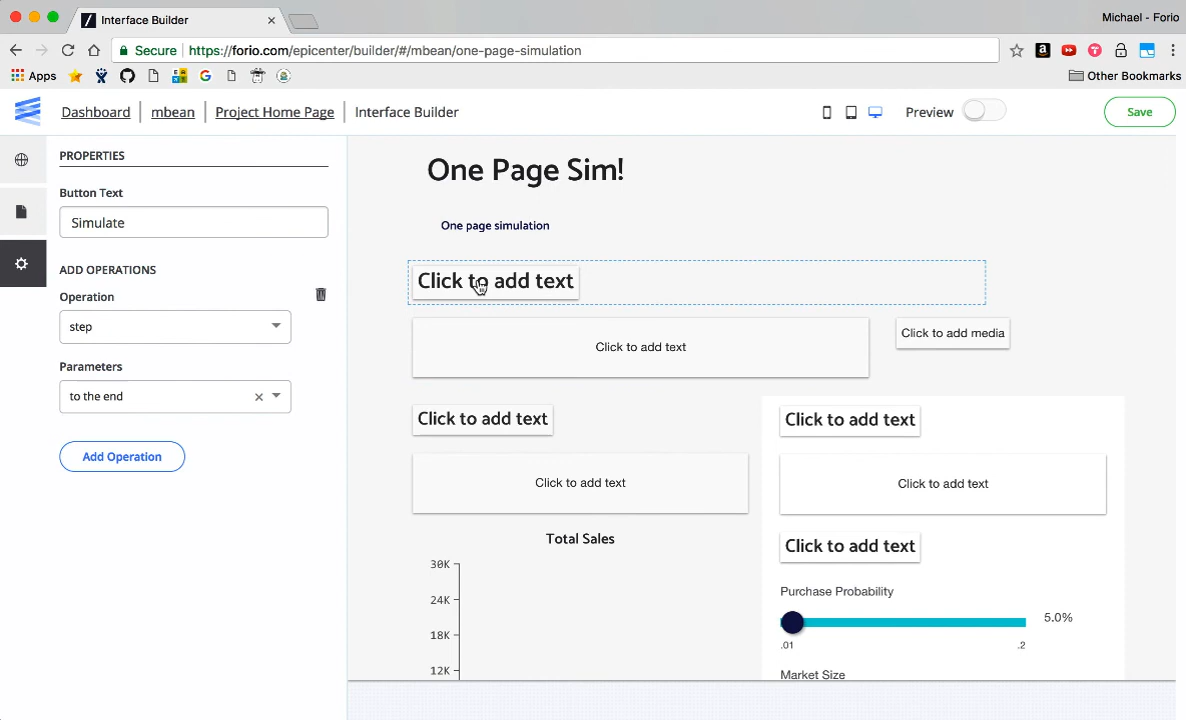 Interface Builder
Michael - Forio
Secure https://forio.com/epicenter/builder/#/mbean/one-page-simulation
Apps
Other Bookmarks
Dashboard mbean Project Home Page Interface Builder Preview Save
PROPERTIES
Button Text
Simulate
ADD OPERATIONS
Operation
step
Parameters
to the end
Add Operation
One Page Sim!
One page simulation
Click to add text
Click to add text
Click to add media
Click to add text
Click to add text
Total Sales
30K
24K
18K
12K
Click to add text
Click to add text
Click to add text
Purchase Probability
5.0%
.01 .2
Market Size